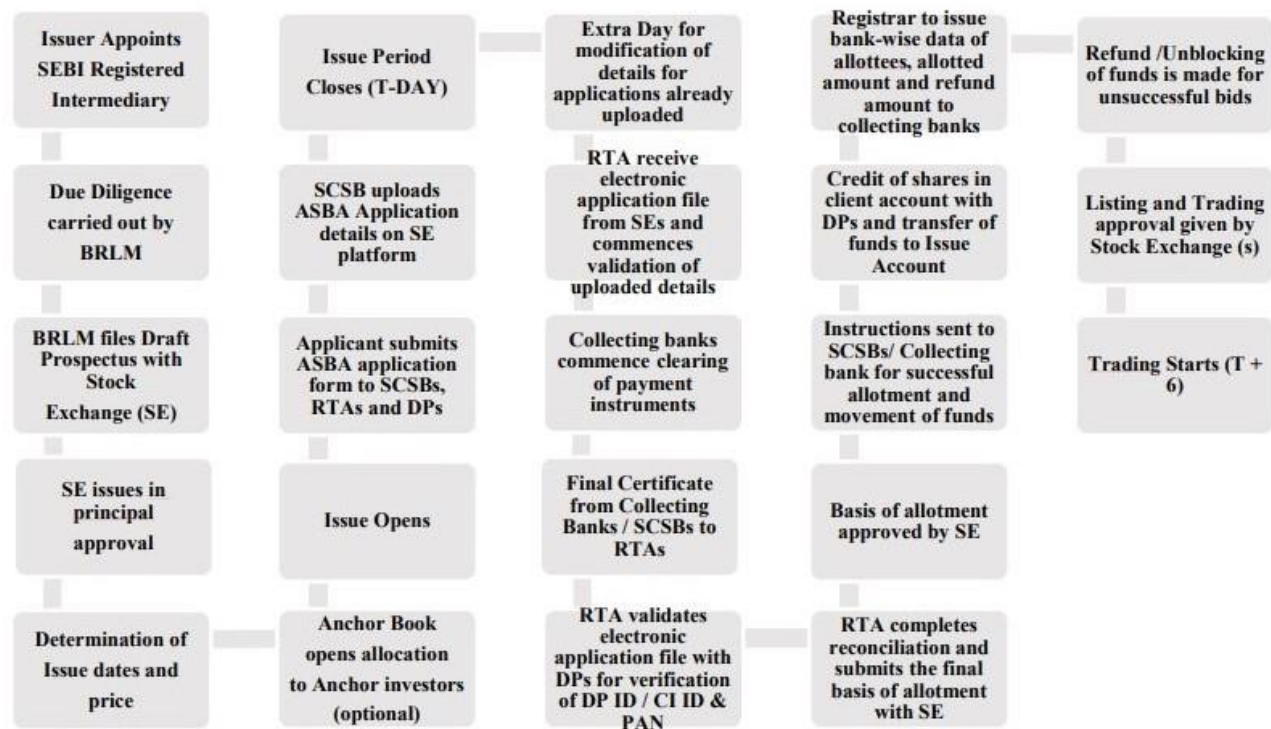 Issuer Appoints
SEBI Registered
Intermediary
Due Diligence
carried out by
BRLM
BRLM files Draft
Prospectus with
Stock
Exchange (SE)
SE issues in
principal
approval
Determination of
Issue dates and
price
Anchor Book
opens allocation
to Anchor investors
(optional)
Issue Opens
Applicant submits
ASBA application
form to SCSBs,
RTAs and DPs
SCSB uploads
ASBA Application
details on SE
platform
Issue Period
Closes (T-DAY)
Extra Day for
modification of
details for
applications already
uploaded
RTA receive
electronic
application file
from SEs and
commences
validation of
uploaded details
Collecting banks
commence clearing
of payment
instruments
Final Certificate
from Collecting
Banks / SCSBs to
RTAs
RTA validates
electronic
application file with
DPs for verification
of DP ID / CI ID &
PAN
RTA completes
reconciliation and
submits the final
basis of allotment
with SE
Basis of allotment
approved by SE
Instructions sent to
SCSBs/ Collecting
bank for successful
allotment and
movement of funds
Credit of shares in
client account with
DPs and transfer of
funds to Issue
Account
Registrar to issue
bank-wise data of
allottees, allotted
amount and refund
amount to
collecting banks
Refund /Unblocking
of funds is made for
unsuccessful bids
Listing and Trading
approval given by
Stock Exchange (s)
Trading Starts (T +
6)